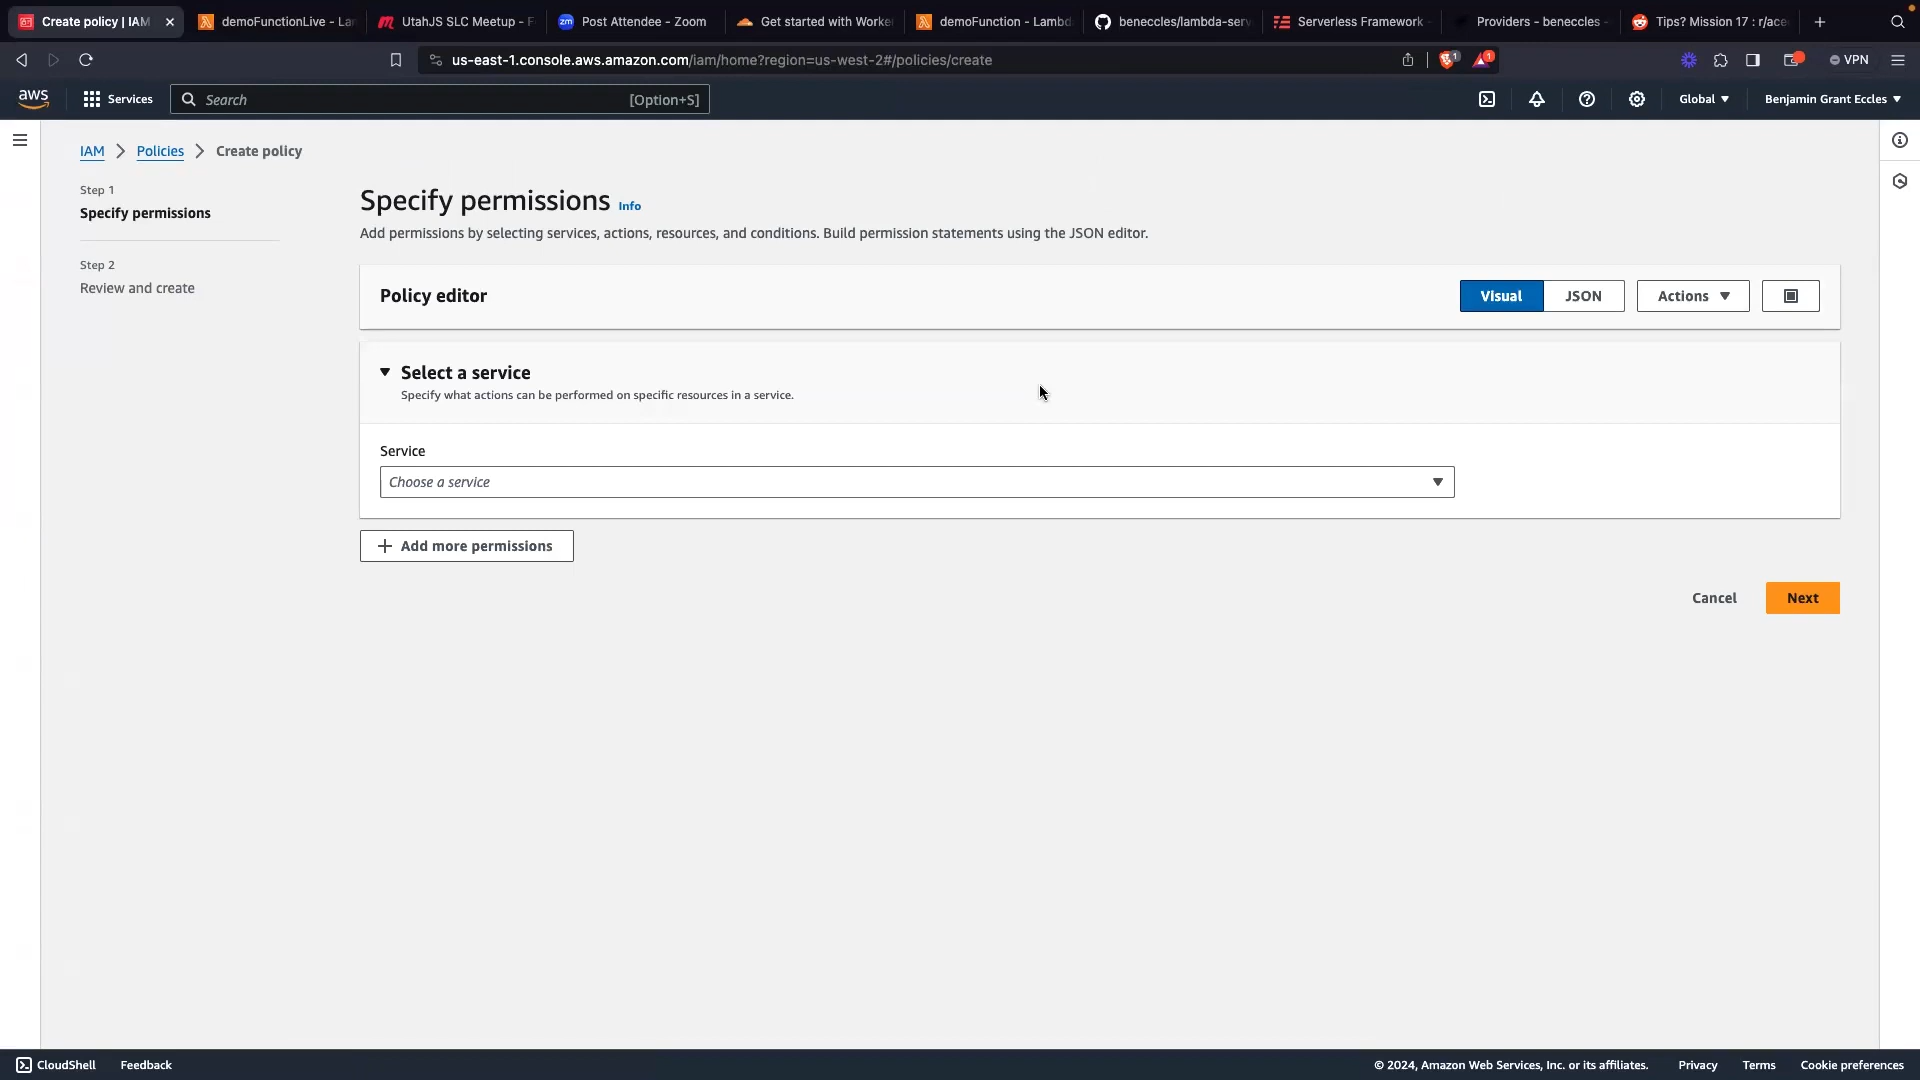 Create policy | IAM
demoFunctionLive - La
UtahJS SLC Meetup - F
zm
Post Attendee - Zoom
Get started with Worke
demoFunction - Lambd
beneccles/lambda-serv
Serverless Framework
Providers - beneccles -
Tips? Mission 17 : r/ace
us-east-1.console.aws.amazon.com/iam/home?region=us-west-2#/policies/create
1
1
VPN
aws
Services
Search
[Option+S]
Global
Benjamin Grant Eccles
IAM
Policies
Create policy
Step 1
Specify permissions
Step 2
Review and create
Specify permissions Info
Add permissions by selecting services, actions, resources, and conditions. Build permission statements using the JSON editor.
Policy editor
Visual
JSON
Actions
Select a service
Specify what actions can be performed on specific resources in a service.
Service
Choose a service
Add more permissions
Cancel
Next
CloudShell
Feedback
© 2024, Amazon Web Services, Inc. or its affiliates.
Privacy
Terms
Cookie preferences